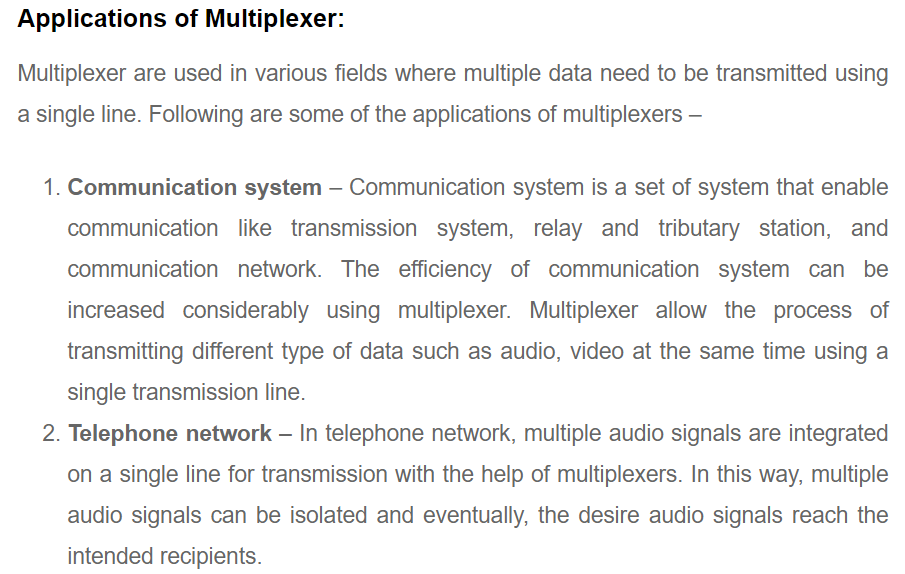 Applications of Multiplexer:
Multiplexer are used in various fields where multiple data need to be transmitted using
a single line. Following are some of the applications of multiplexers –
1. Communication system – Communication system is a set of system that enable
communication like transmission system, relay and tributary station, and
communication network. The efficiency of communication system can be
increased considerably using multiplexer. Multiplexer allow the process of
transmitting different type of data such as audio, video at the same time using a
single transmission line.
2. Telephone network – In telephone network, multiple audio signals are integrated
on a single line for transmission with the help of multiplexers. In this way, multiple
audio signals can be isolated and eventually, the desire audio signals reach the
intended recipients.